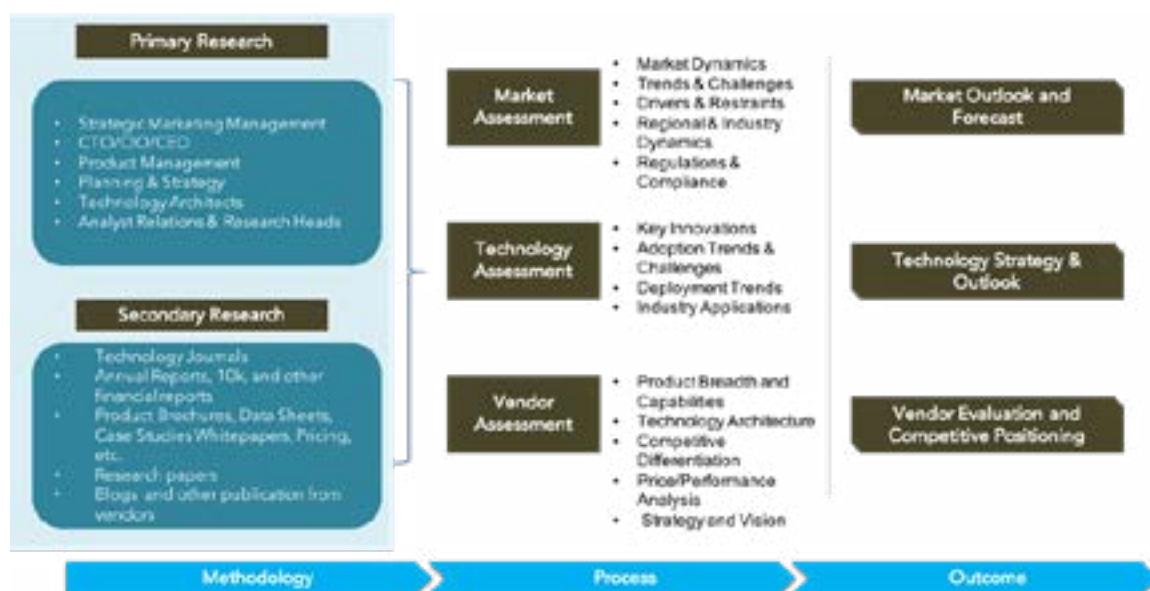 Primary Research
• Strategic Marketing Management
• CTO/CIO/CEO
• Product Management
• Planning & Strategy
• Technology Architects
• Analyst Relations & Research Heads
Secondary Research
• Technology Journals
• Annual Reports, 10k, and other
financial reports
• Product Brochures, Data Sheets,
Case Studies Whitepapers, Pricing,
etc.
• Research papers
• Blogs and other publication from
vendors
Market
Assessment
• Market Dynamics
• Trends & Challenges
• Drivers & Restraints
• Regional & Industry
Dynamics
• Regulations &
Compliance
Technology
Assessment
• Key Innovations
• Adoption Trends &
Challenges
• Deployment Trends
• Industry Applications
Vendor
Assessment
• Product Breadth and
Capabilities
• Technology Architecture
• Competitive
Differentiation
• Price/Performance
Analysis
• Strategy and Vision
Market Outlook and
Forecast
Technology Strategy &
Outlook
Vendor Evaluation and
Competitive Positioning
Methodology
Process
Outcome